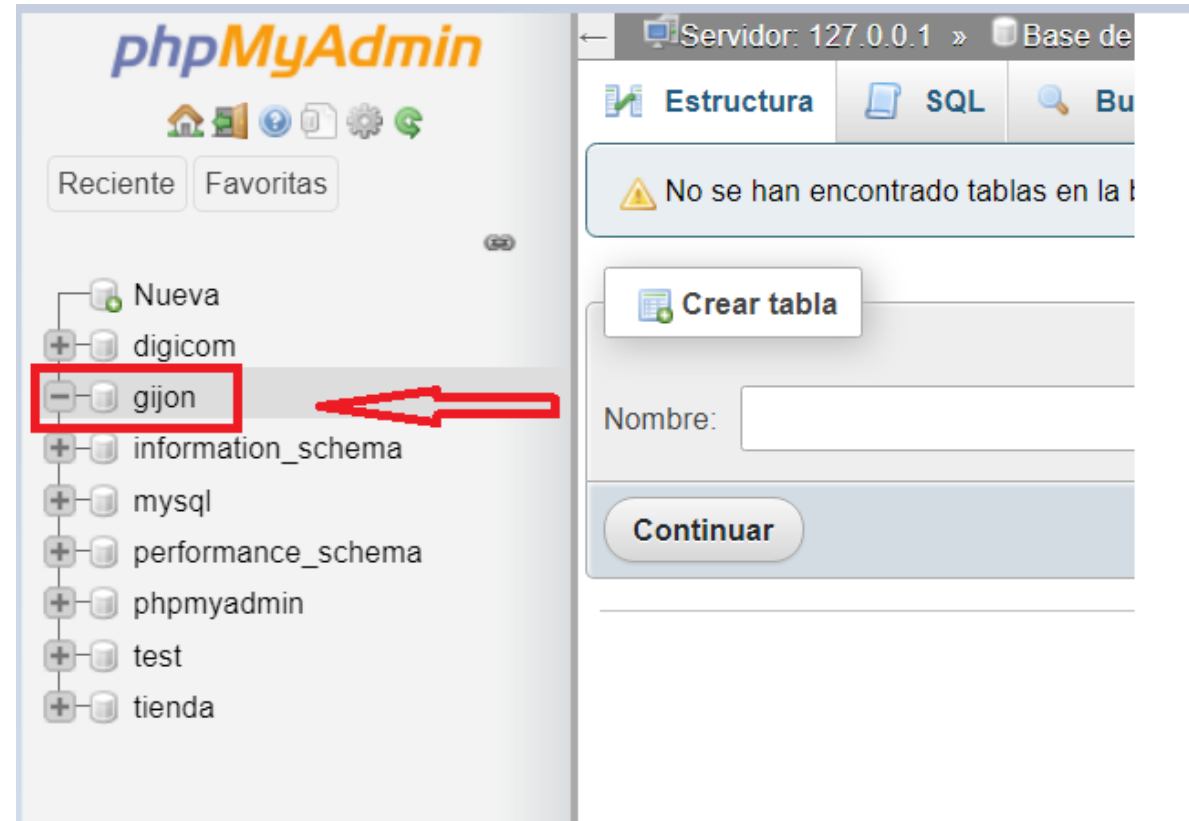 phpMyAdmin
Reciente Favoritas
Nueva
digicom
gijon
information_schema
mysql
performance_schema
phpmyadmin
test
tienda
Servidor: 127.0.0.1 » Base de
Estructura SQL Bu
No se han encontrado tablas en la
Crear tabla
Nombre:
Continuar